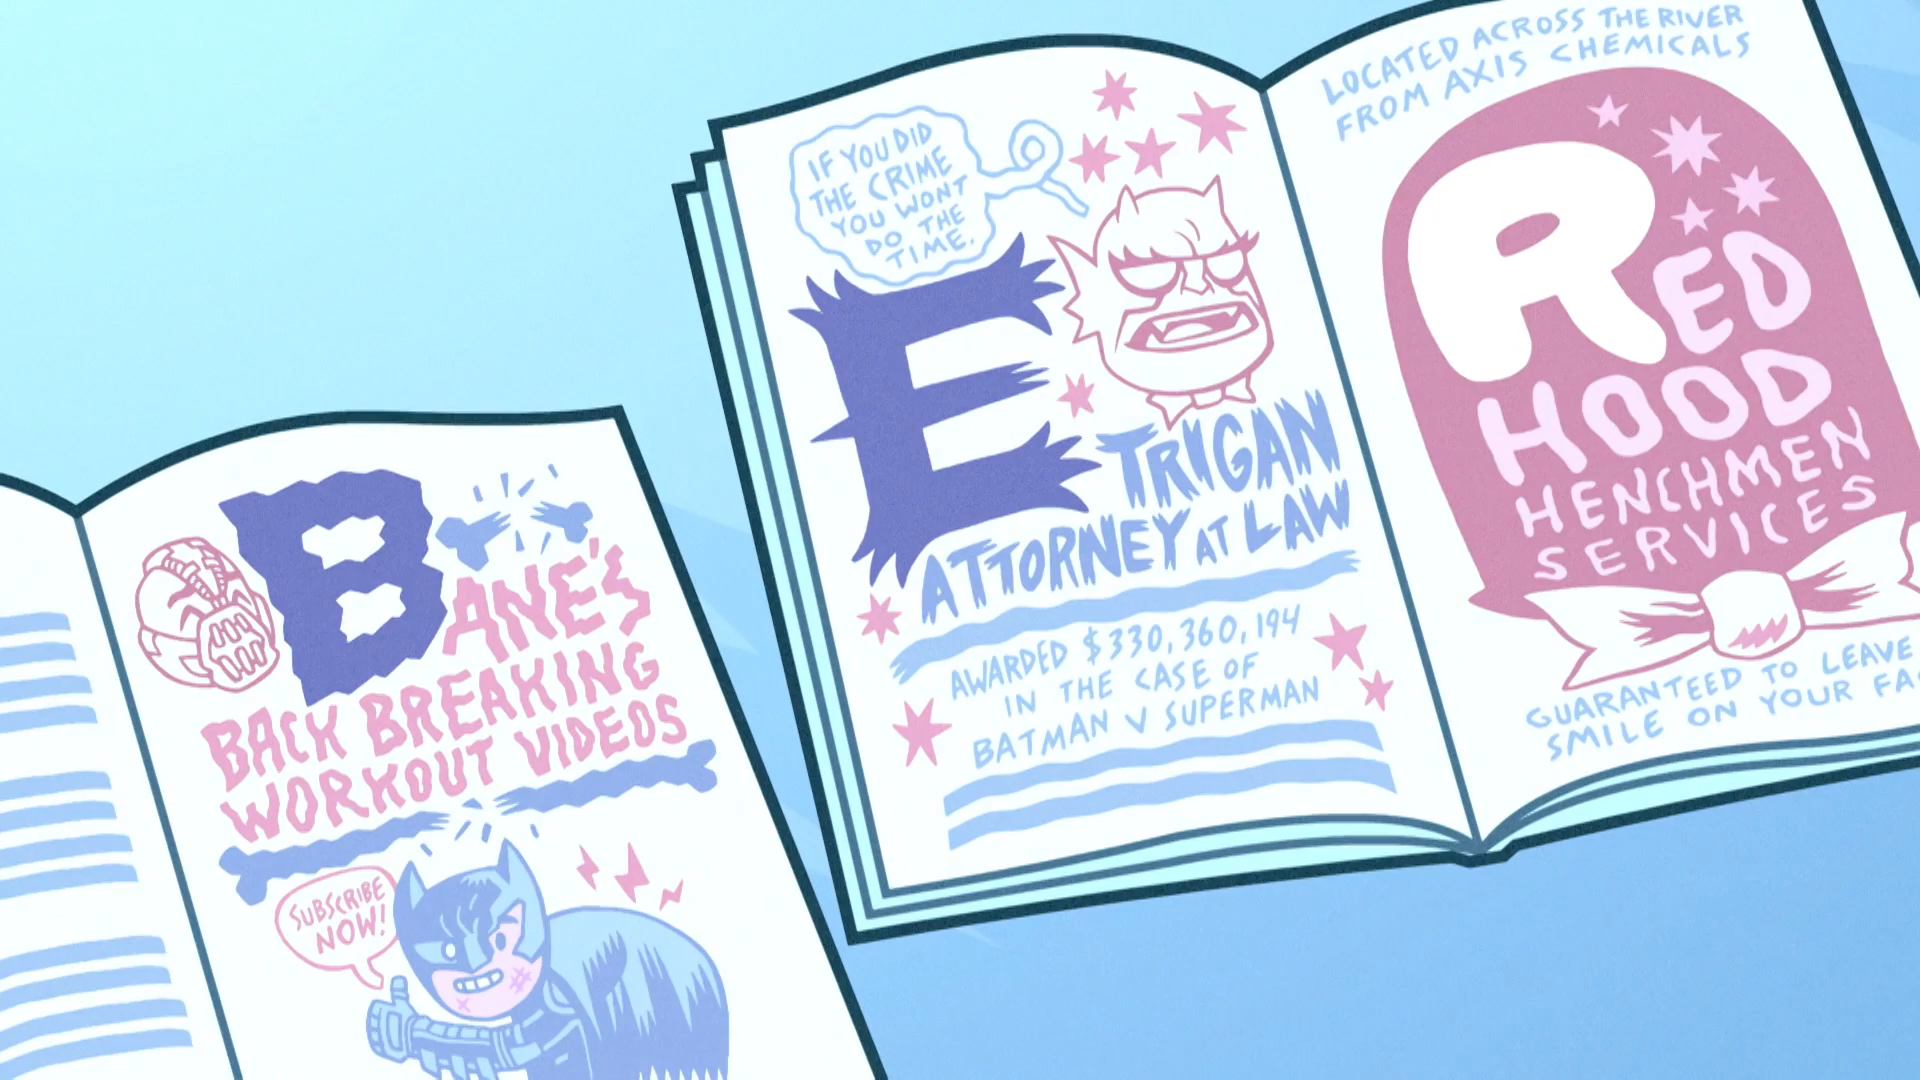 BANE'S
BACK BREAKING
WORKOUT VIDEOS
SUBSCRIBE
NOW!
IF YOU DID
THE CRIME
YOU WONT
DO THE
TIME.
ETRIGAN
ATTORNEY AT LAW
AWARDED $330,360,194
IN THE CASE OF
BATMAN V SUPERMAN
LOCATED ACROSS THE RIVER
FROM AXIS CHEMICALS
RED
HOOD
HENCHMEN
SERVICES
GUARANTEED TO LEAVE
SMILE ON YOUR